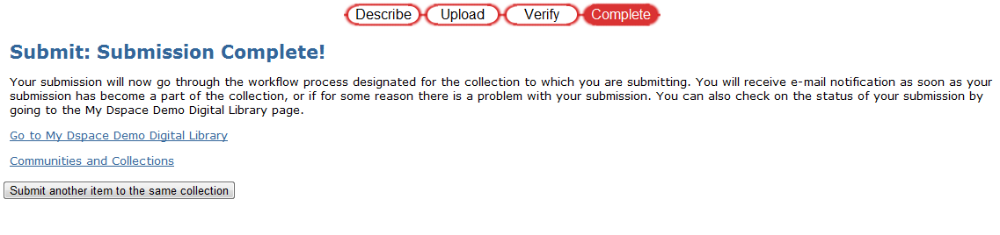 Describe Upload Verify Complete
Submit: Submission Complete!
Your submission will now go through the workflow process designated for the collection to which you are submitting. You will receive e-mail notification as soon as your
submission has become a part of the collection, or if for some reason there is a problem with your submission. You can also check on the status of your submission by
going to the My Dspace Demo Digital Library page.
Go to My Dspace Demo Digital Library
Communities and Collections
Submit another item to the same collection